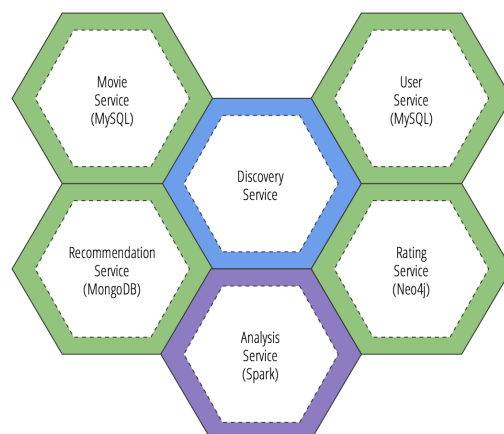 Movie
Service
(MySQL)
User
Service
(MySQL)
Discovery
Service
Recommendation
Service
(MongoDB)
Rating
Service
(Neo4j)
Analysis
Service
(Spark)